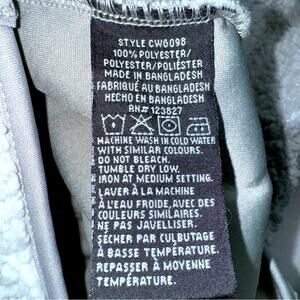 STYLE CW6098
100% POLYESTER/
POLYESTER/POLIÉSTER
MADE IN BANGLADESH
FABRIQUÉ AU BANGLADESH
HECHO EN BANGLADESH
RN# 123827
MACHINE WASH IN COLD WATER
WITH SIMILAR COLOURS.
DO NOT BLEACH.
TUMBLE DRY LOW.
IRON AT MEDIUM SETTING.
LAVER À LA MACHINE
À L'EAU FROIDE, AVEC DES
COULEURS SIMILAIRES.
NE PAS JAVELLISER.
SÉCHER PAR CULBUTAGE
À BASSE TEMPÉRATURE.
REPASSER À MOYENNE
TEMPÉRATURE.